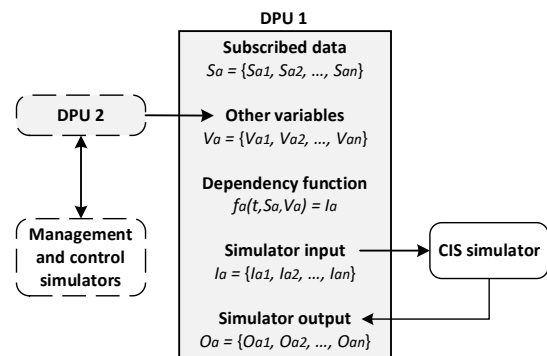 DPU 1
Subscribed data
Sa = {Sa1, Sa2, ..., San}
DPU 2
Other variables
Va = {Va1, Va2, ..., Van}
Dependency function
fa(t,Sa,Va) = Ia
Management
and control
simulators
Simulator input
Ia = {Ia1, Ia2, ..., Ian}
CIS simulator
Simulator output
Oa = {Oa1, Oa2, ..., Oan}